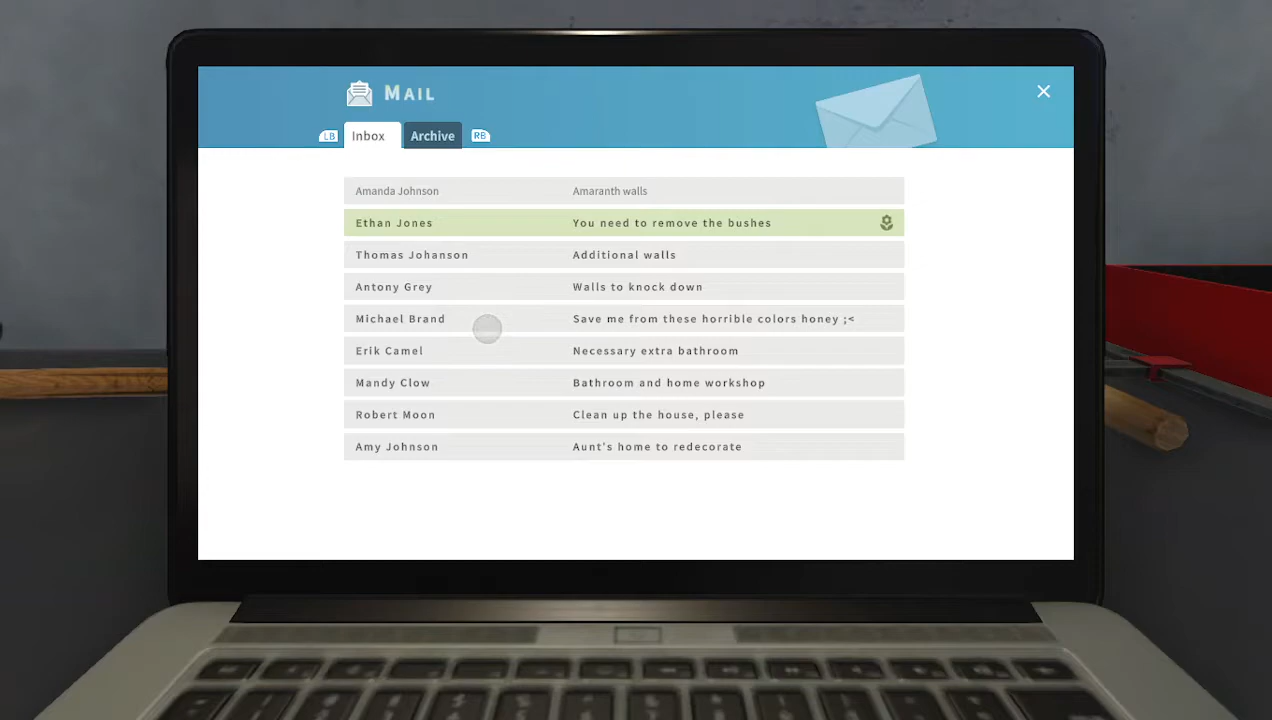 MAIL
LB Inbox Archive RB
Amanda Johnson Amaranth walls
Ethan Jones You need to remove the bushes
Thomas Johanson Additional walls
Antony Grey Walls to knock down
Michael Brand Save me from these horrible colors honey ;<
Erik Camel Necessary extra bathroom
Mandy Clow Bathroom and home workshop
Robert Moon Clean up the house, please
Amy Johnson Aunt's home to redecorate